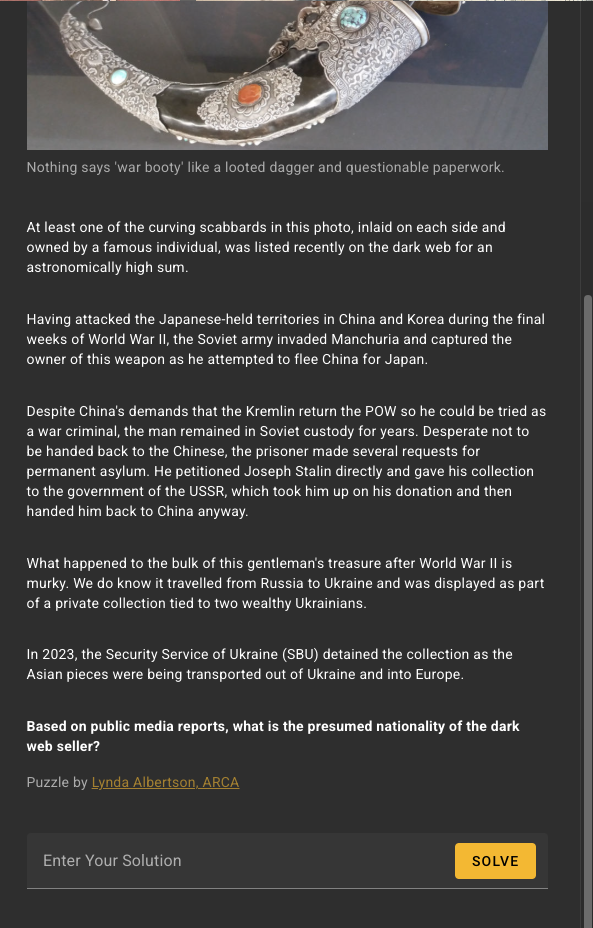 Nothing says 'war booty' like a looted dagger and questionable paperwork.
At least one of the curving scabbards in this photo, inlaid on each side and
owned by a famous individual, was listed recently on the dark web for an
astronomically high sum.
Having attacked the Japanese-held territories in China and Korea during the final
weeks of World War II, the Soviet army invaded Manchuria and captured the
owner of this weapon as he attempted to flee China for Japan.
Despite China's demands that the Kremlin return the POW so he could be tried as
a war criminal, the man remained in Soviet custody for years. Desperate not to
be handed back to the Chinese, the prisoner made several requests for
permanent asylum. He petitioned Joseph Stalin directly and gave his collection
to the government of the USSR, which took him up on his donation and then
handed him back to China anyway.
What happened to the bulk of this gentleman's treasure after World War II is
murky. We do know it travelled from Russia to Ukraine and was displayed as part
of a private collection tied to two wealthy Ukrainians.
In 2023, the Security Service of Ukraine (SBU) detained the collection as the
Asian pieces were being transported out of Ukraine and into Europe.
Based on public media reports, what is the presumed nationality of the dark
web seller?
Puzzle by Lynda Albertson, ARCA
Enter Your Solution
SOLVE